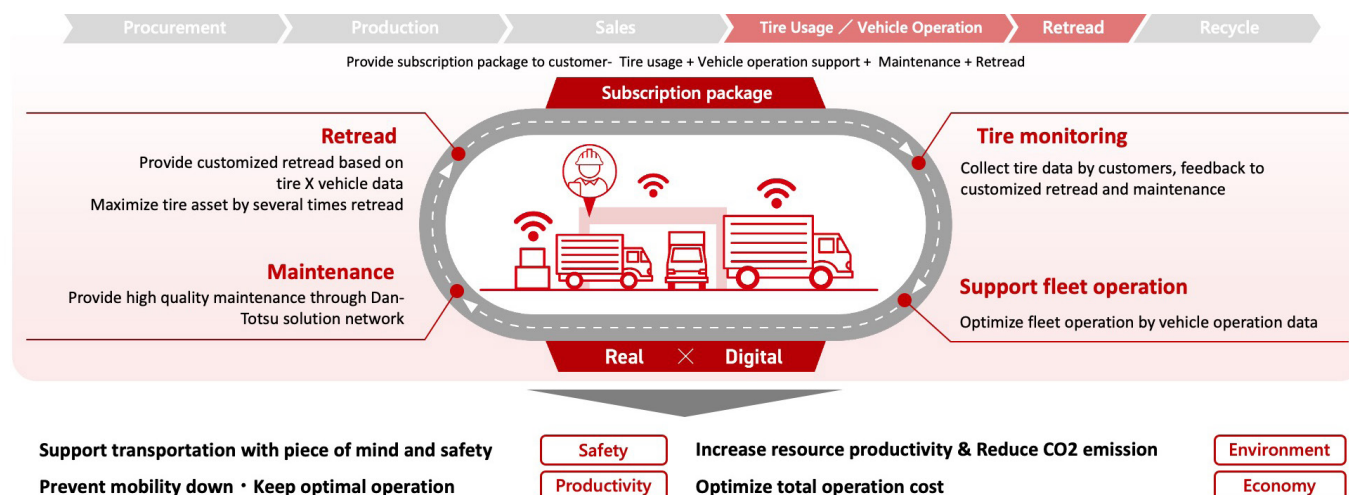 Procurement
Production
Sales
Tire Usage ／ Vehicle Operation
Retread
Recycle
Provide subscription package to customer- Tire usage + Vehicle operation support + Maintenance + Retread
Subscription package
Retread
Provide customized retread based on
tire X vehicle data
Maximize tire asset by several times retread
Tire monitoring
Collect tire data by customers, feedback to
customized retread and maintenance
Maintenance
Provide high quality maintenance through Dan-
Totsu solution network
Support fleet operation
Optimize fleet operation by vehicle operation data
Real × Digital
Support transportation with piece of mind and safety
Safety
Increase resource productivity & Reduce CO2 emission
Environment
Prevent mobility down・Keep optimal operation
Productivity
Optimize total operation cost
Economy